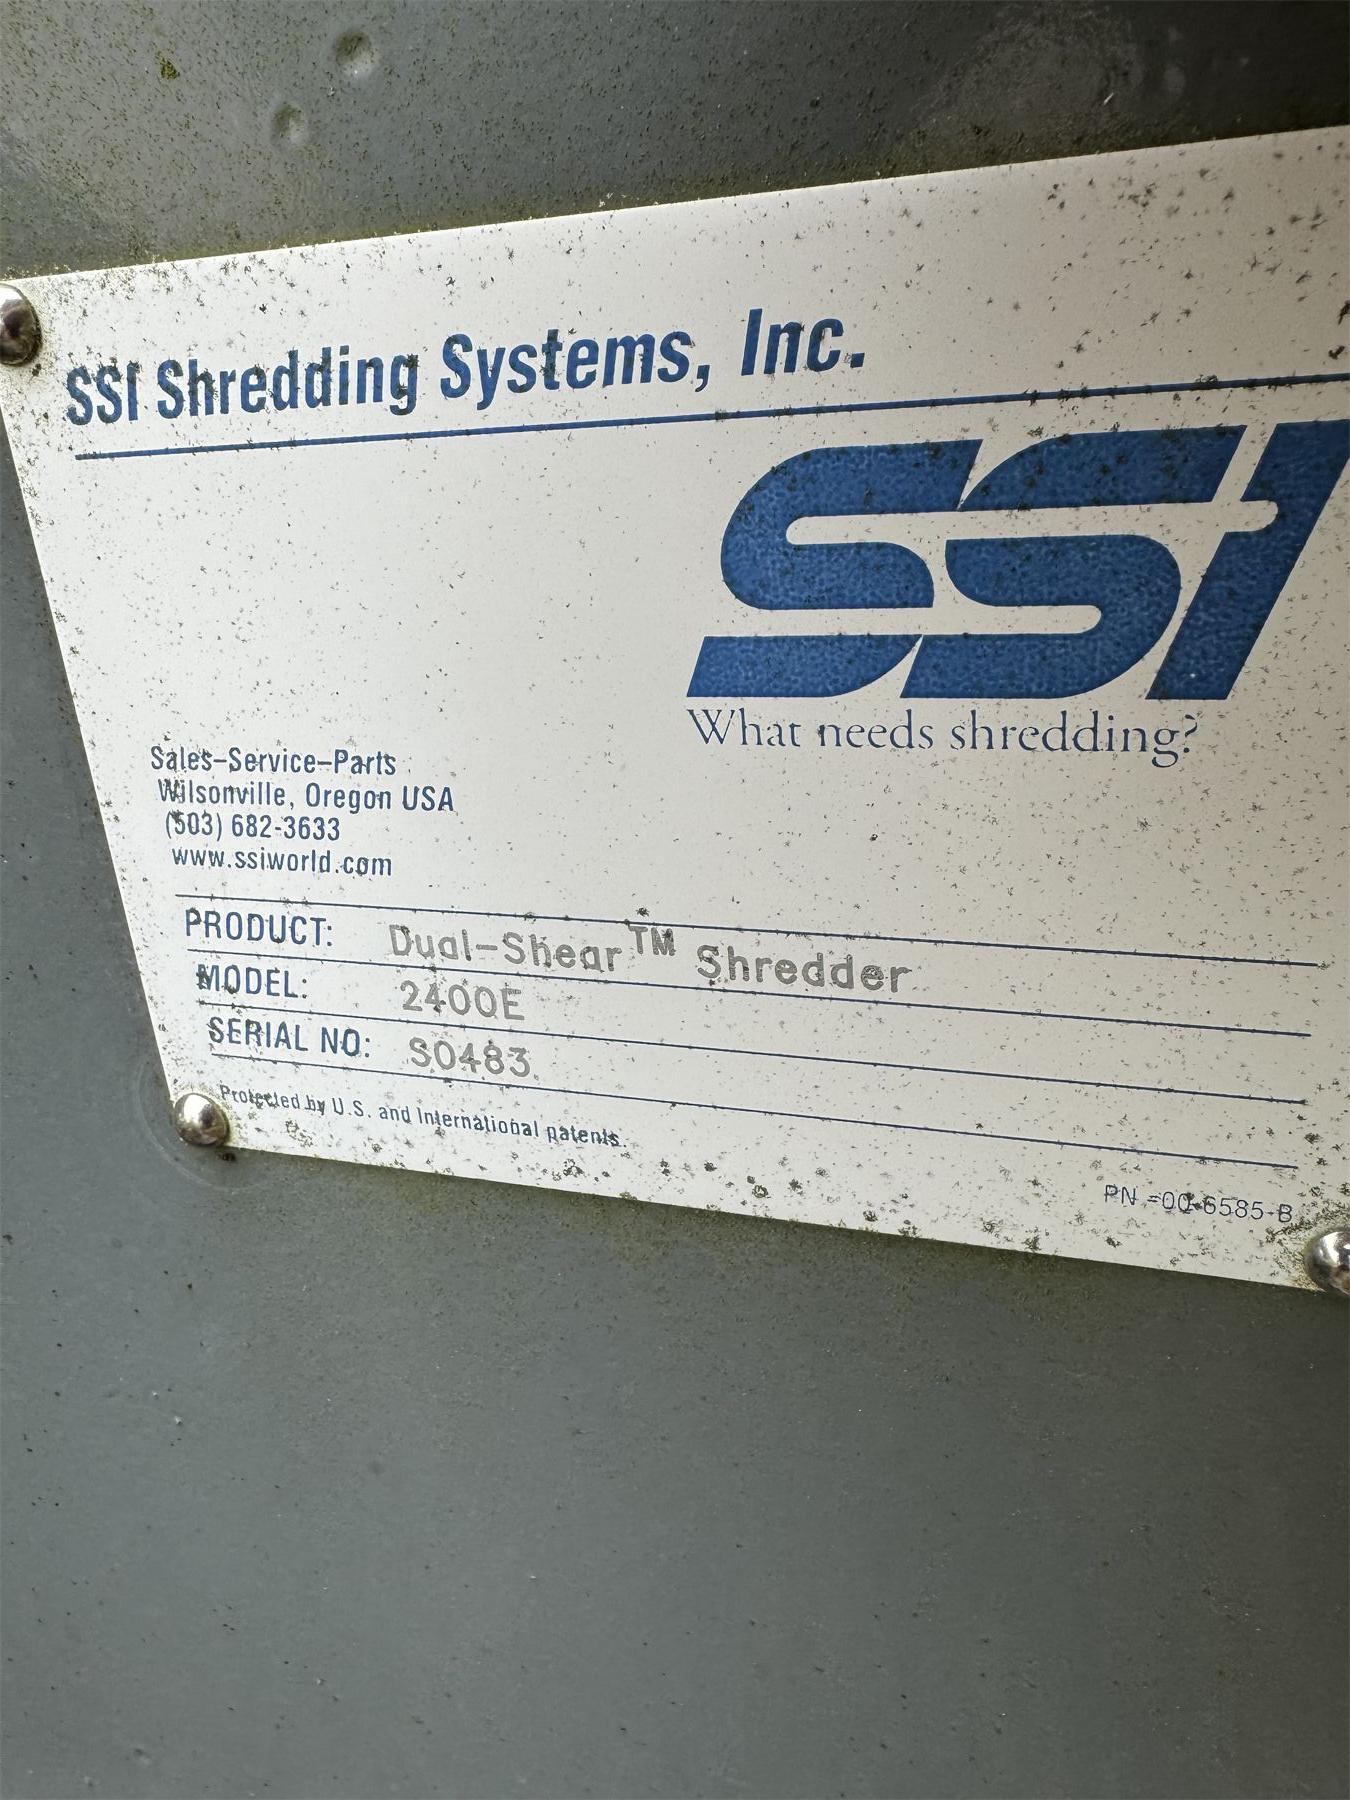 SSI Shredding Systems, Inc.
SSI
What needs shredding?
Sales-Service-Parts
Wilsonville, Oregon USA
(503) 682-3633
www.ssiworld.com
PRODUCT: Dual-Shear™ Shredder
MODEL: 2400E
SERIAL NO: S0483
Protected by U.S. and International patents.
PN =00-6585-B